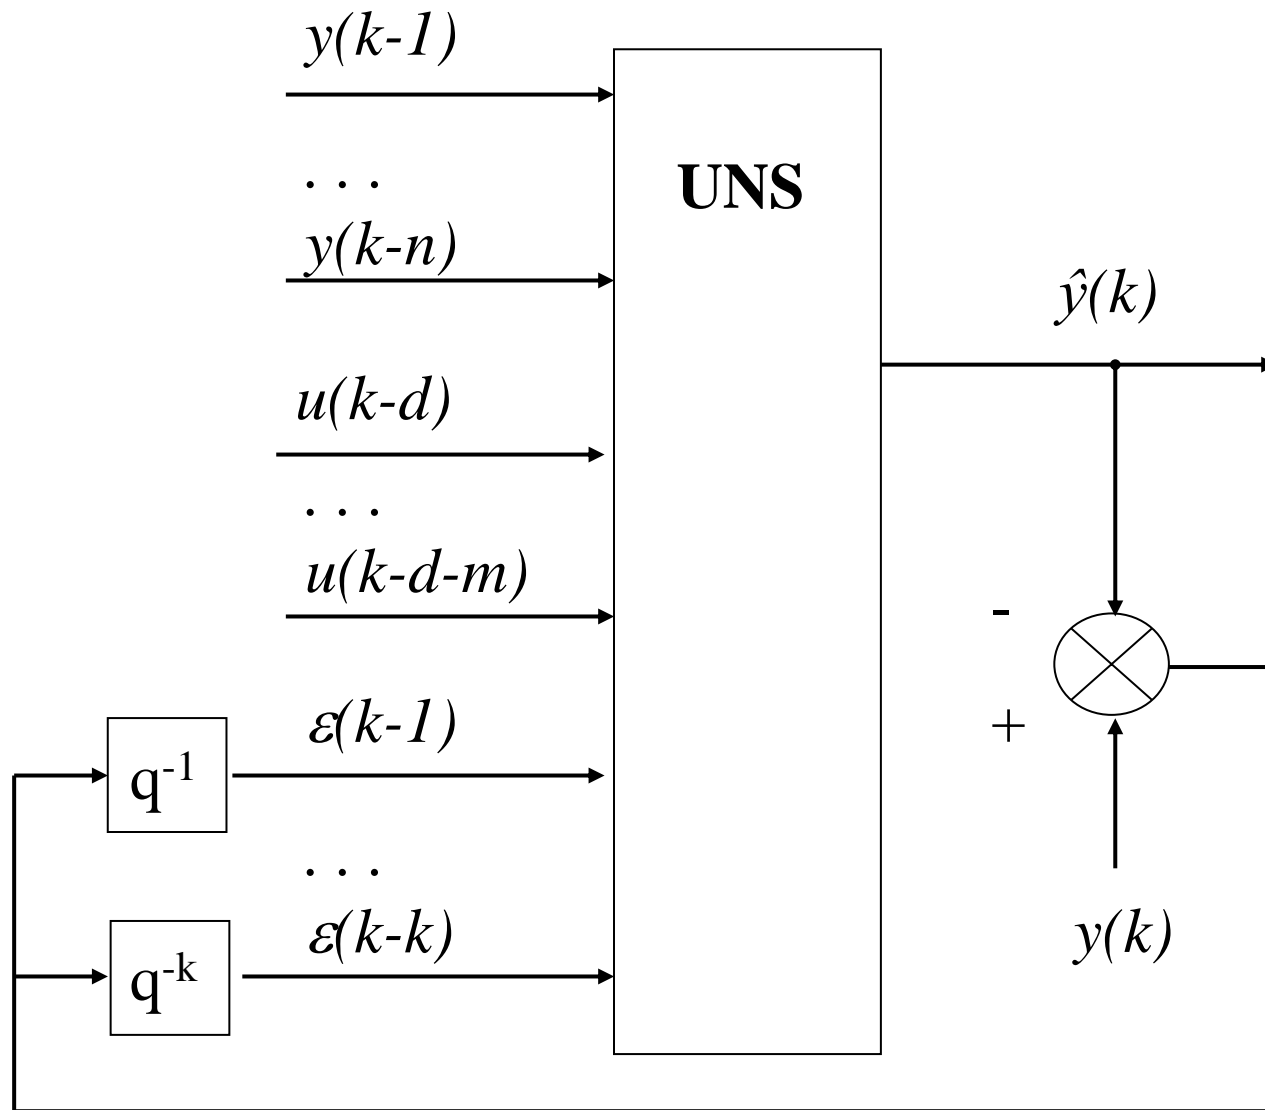 y(k-1)
. . .
y(k-n)
UNS
ŷ(k)
u(k-d)
. . .
u(k-d-m)
-
+
ε(k-1)
q⁻¹
. . .
ε(k-k)
q⁻ᵏ
y(k)